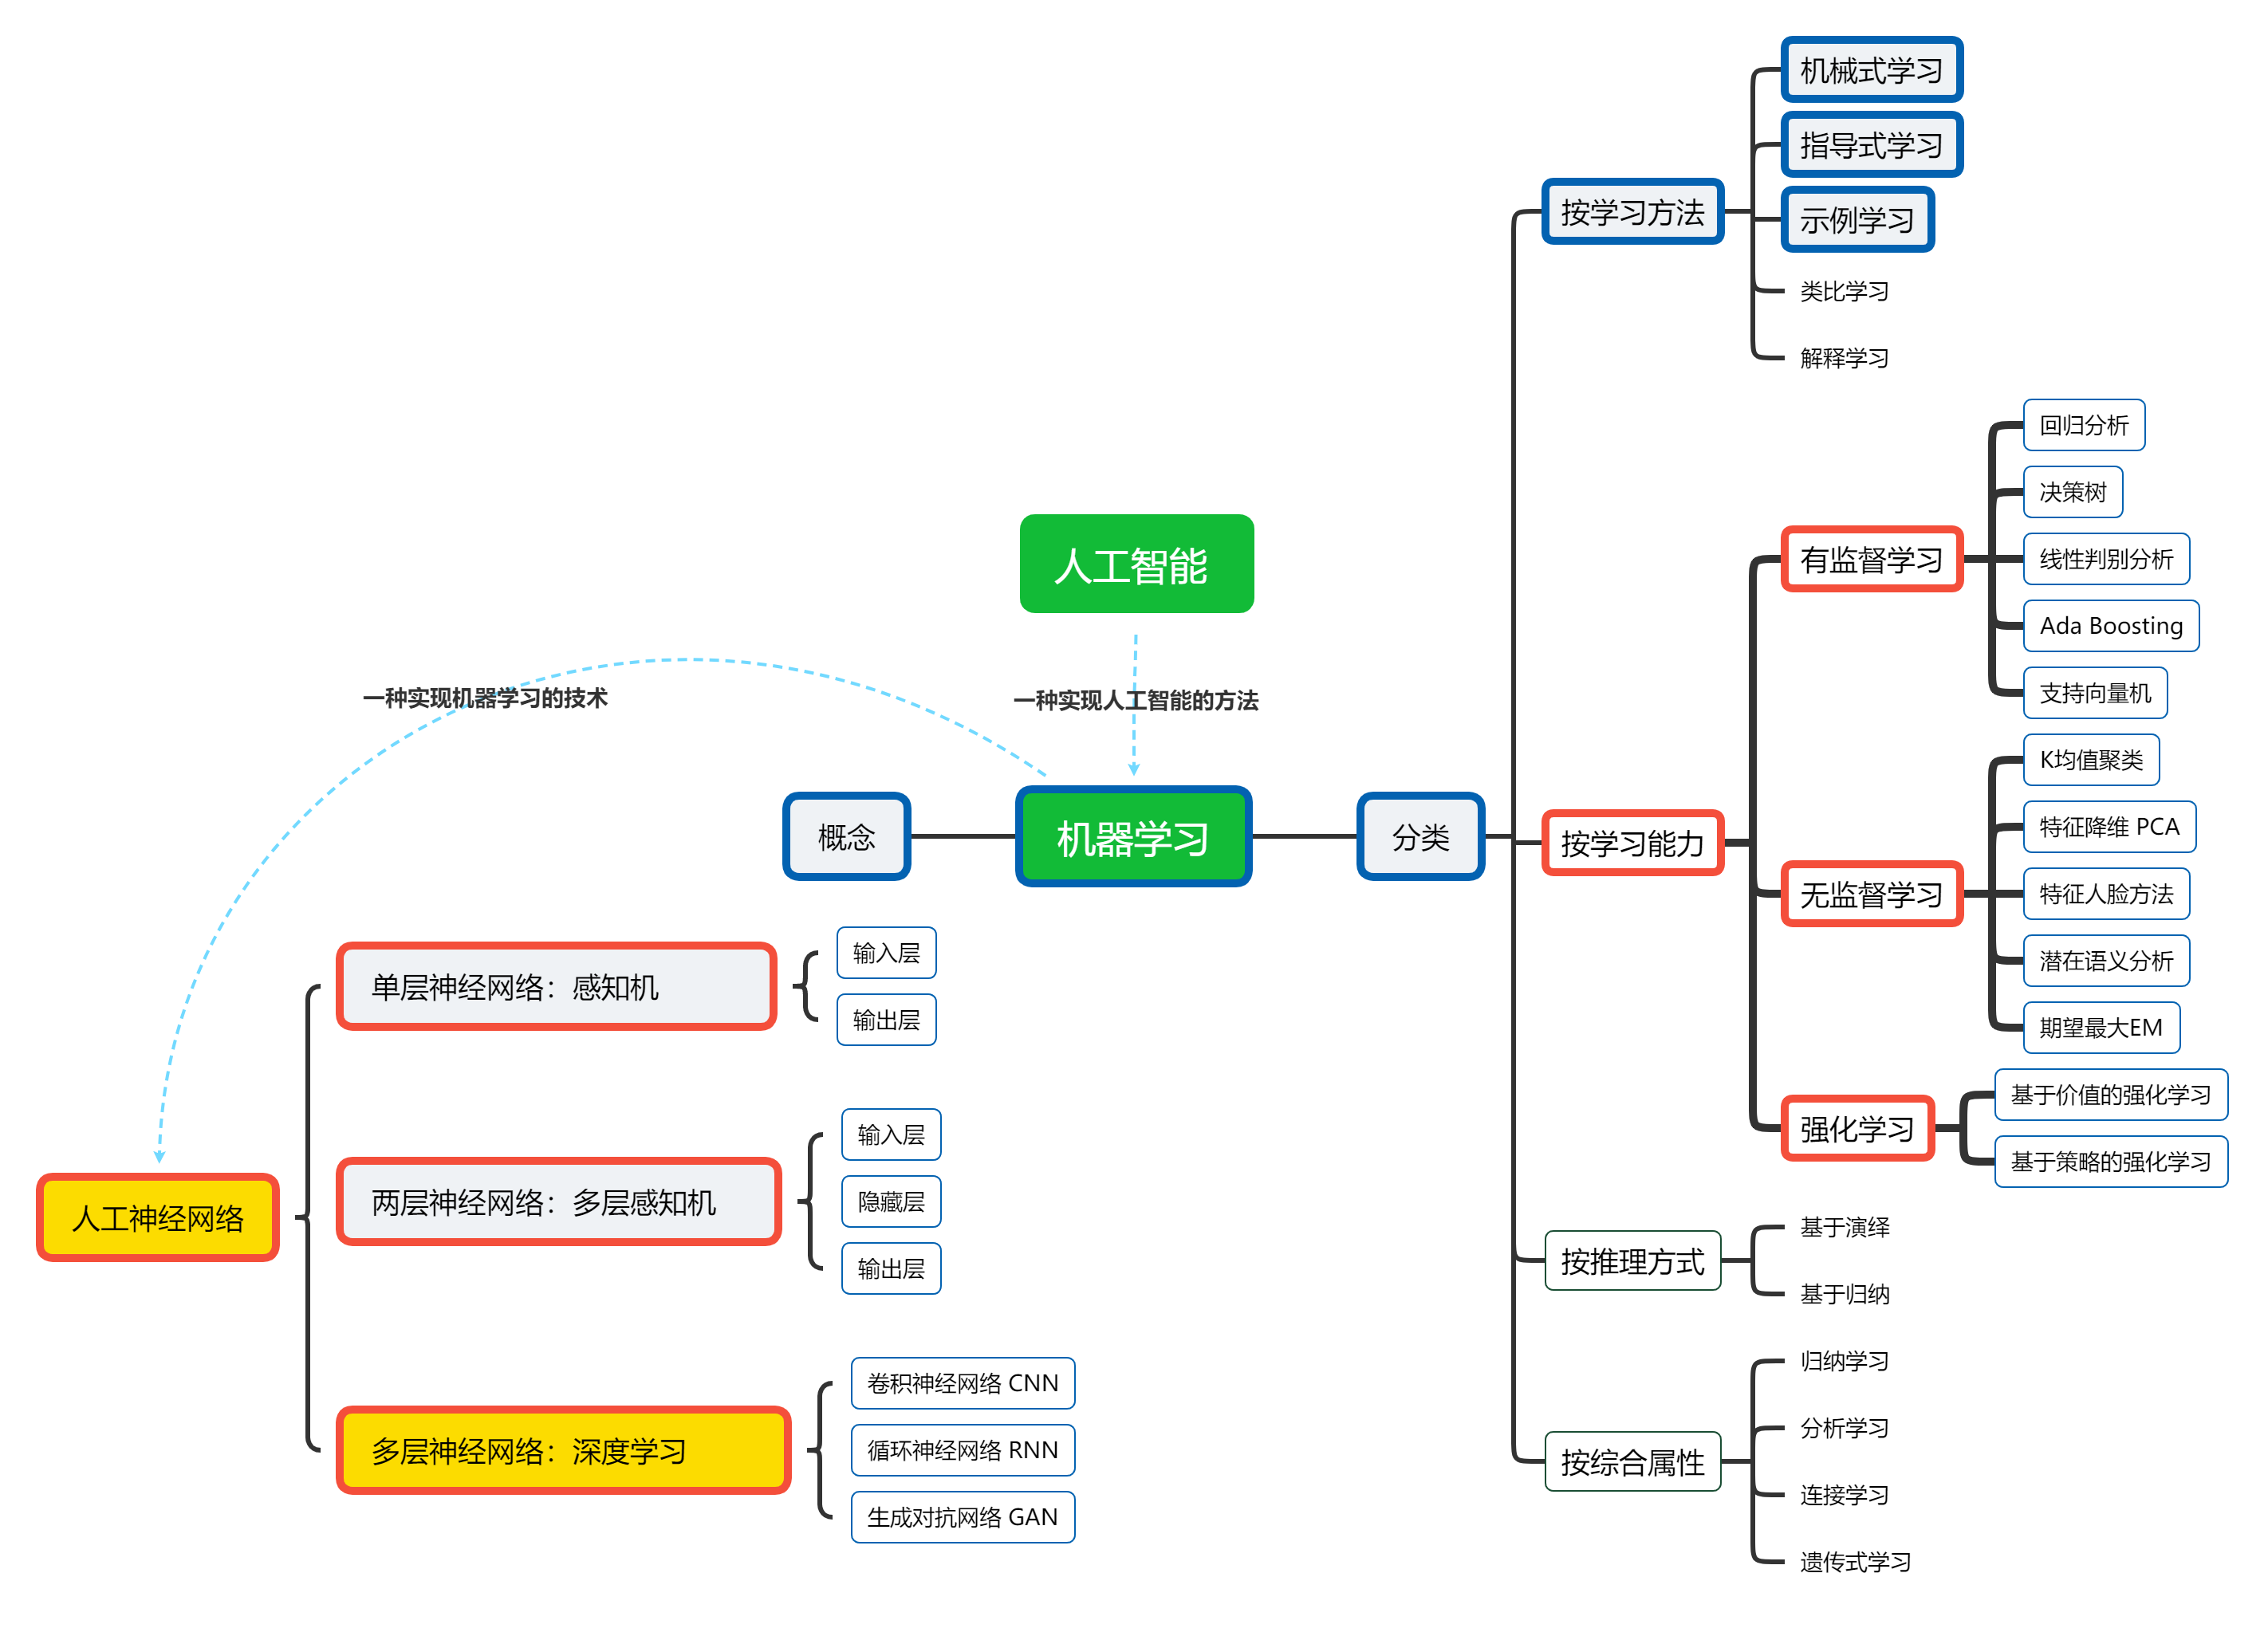 人工智能
一种实现人工智能的方法
一种实现机器学习的技术
概念
机器学习
分类
按学习方法
机械式学习
指导式学习
示例学习
类比学习
解释学习
按学习能力
有监督学习
回归分析
决策树
线性判别分析
Ada Boosting
支持向量机
无监督学习
K均值聚类
特征降维 PCA
特征人脸方法
潜在语义分析
期望最大EM
强化学习
基于价值的强化学习
基于策略的强化学习
按推理方式
基于演绎
基于归纳
按综合属性
归纳学习
分析学习
连接学习
遗传式学习
人工神经网络
单层神经网络：感知机
输入层
输出层
两层神经网络：多层感知机
输入层
隐藏层
输出层
多层神经网络：深度学习
卷积神经网络 CNN
循环神经网络 RNN
生成对抗网络 GAN